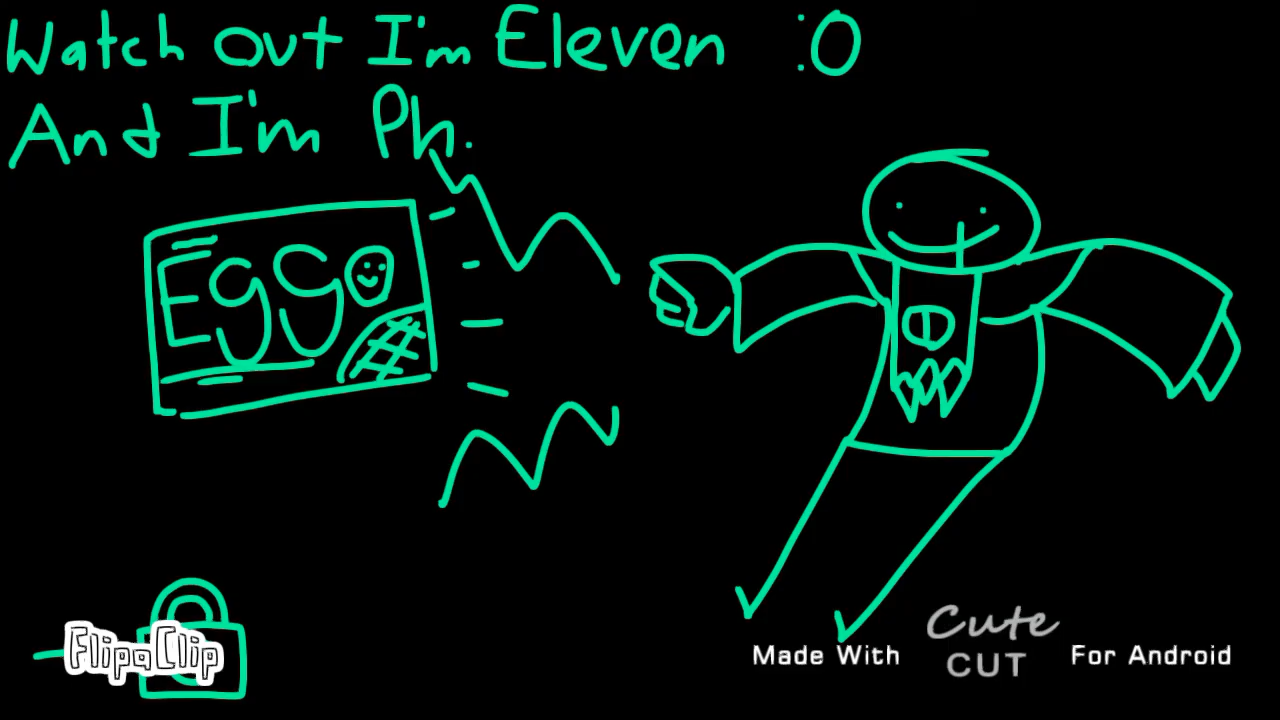 Watch out I'm Eleven :O
And I'm Ph.
Eggo
FlipaClip
Made With Cute CUT For Android